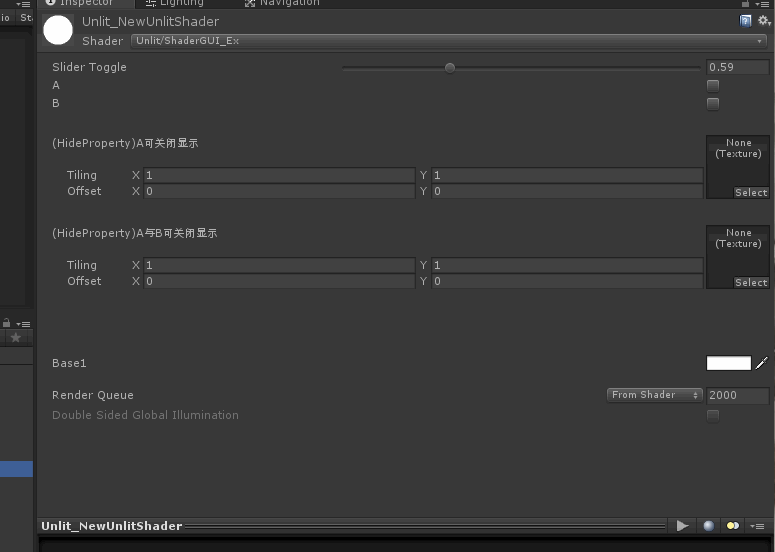 Inspector Lighting Navigation
io St
Unlit_NewUnlitShader
Shader Unlit/ShaderGUI_Ex
Slider Toggle 0.59
A
B
(HideProperty)A可关闭显示
None
(Texture)
Tiling X 1 Y 1
Offset X 0 Y 0
Select
(HideProperty)A与B可关闭显示
None
(Texture)
Tiling X 1 Y 1
Offset X 0 Y 0
Select
Base1
Render Queue From Shader 2000
Double Sided Global Illumination
Unlit_NewUnlitShader